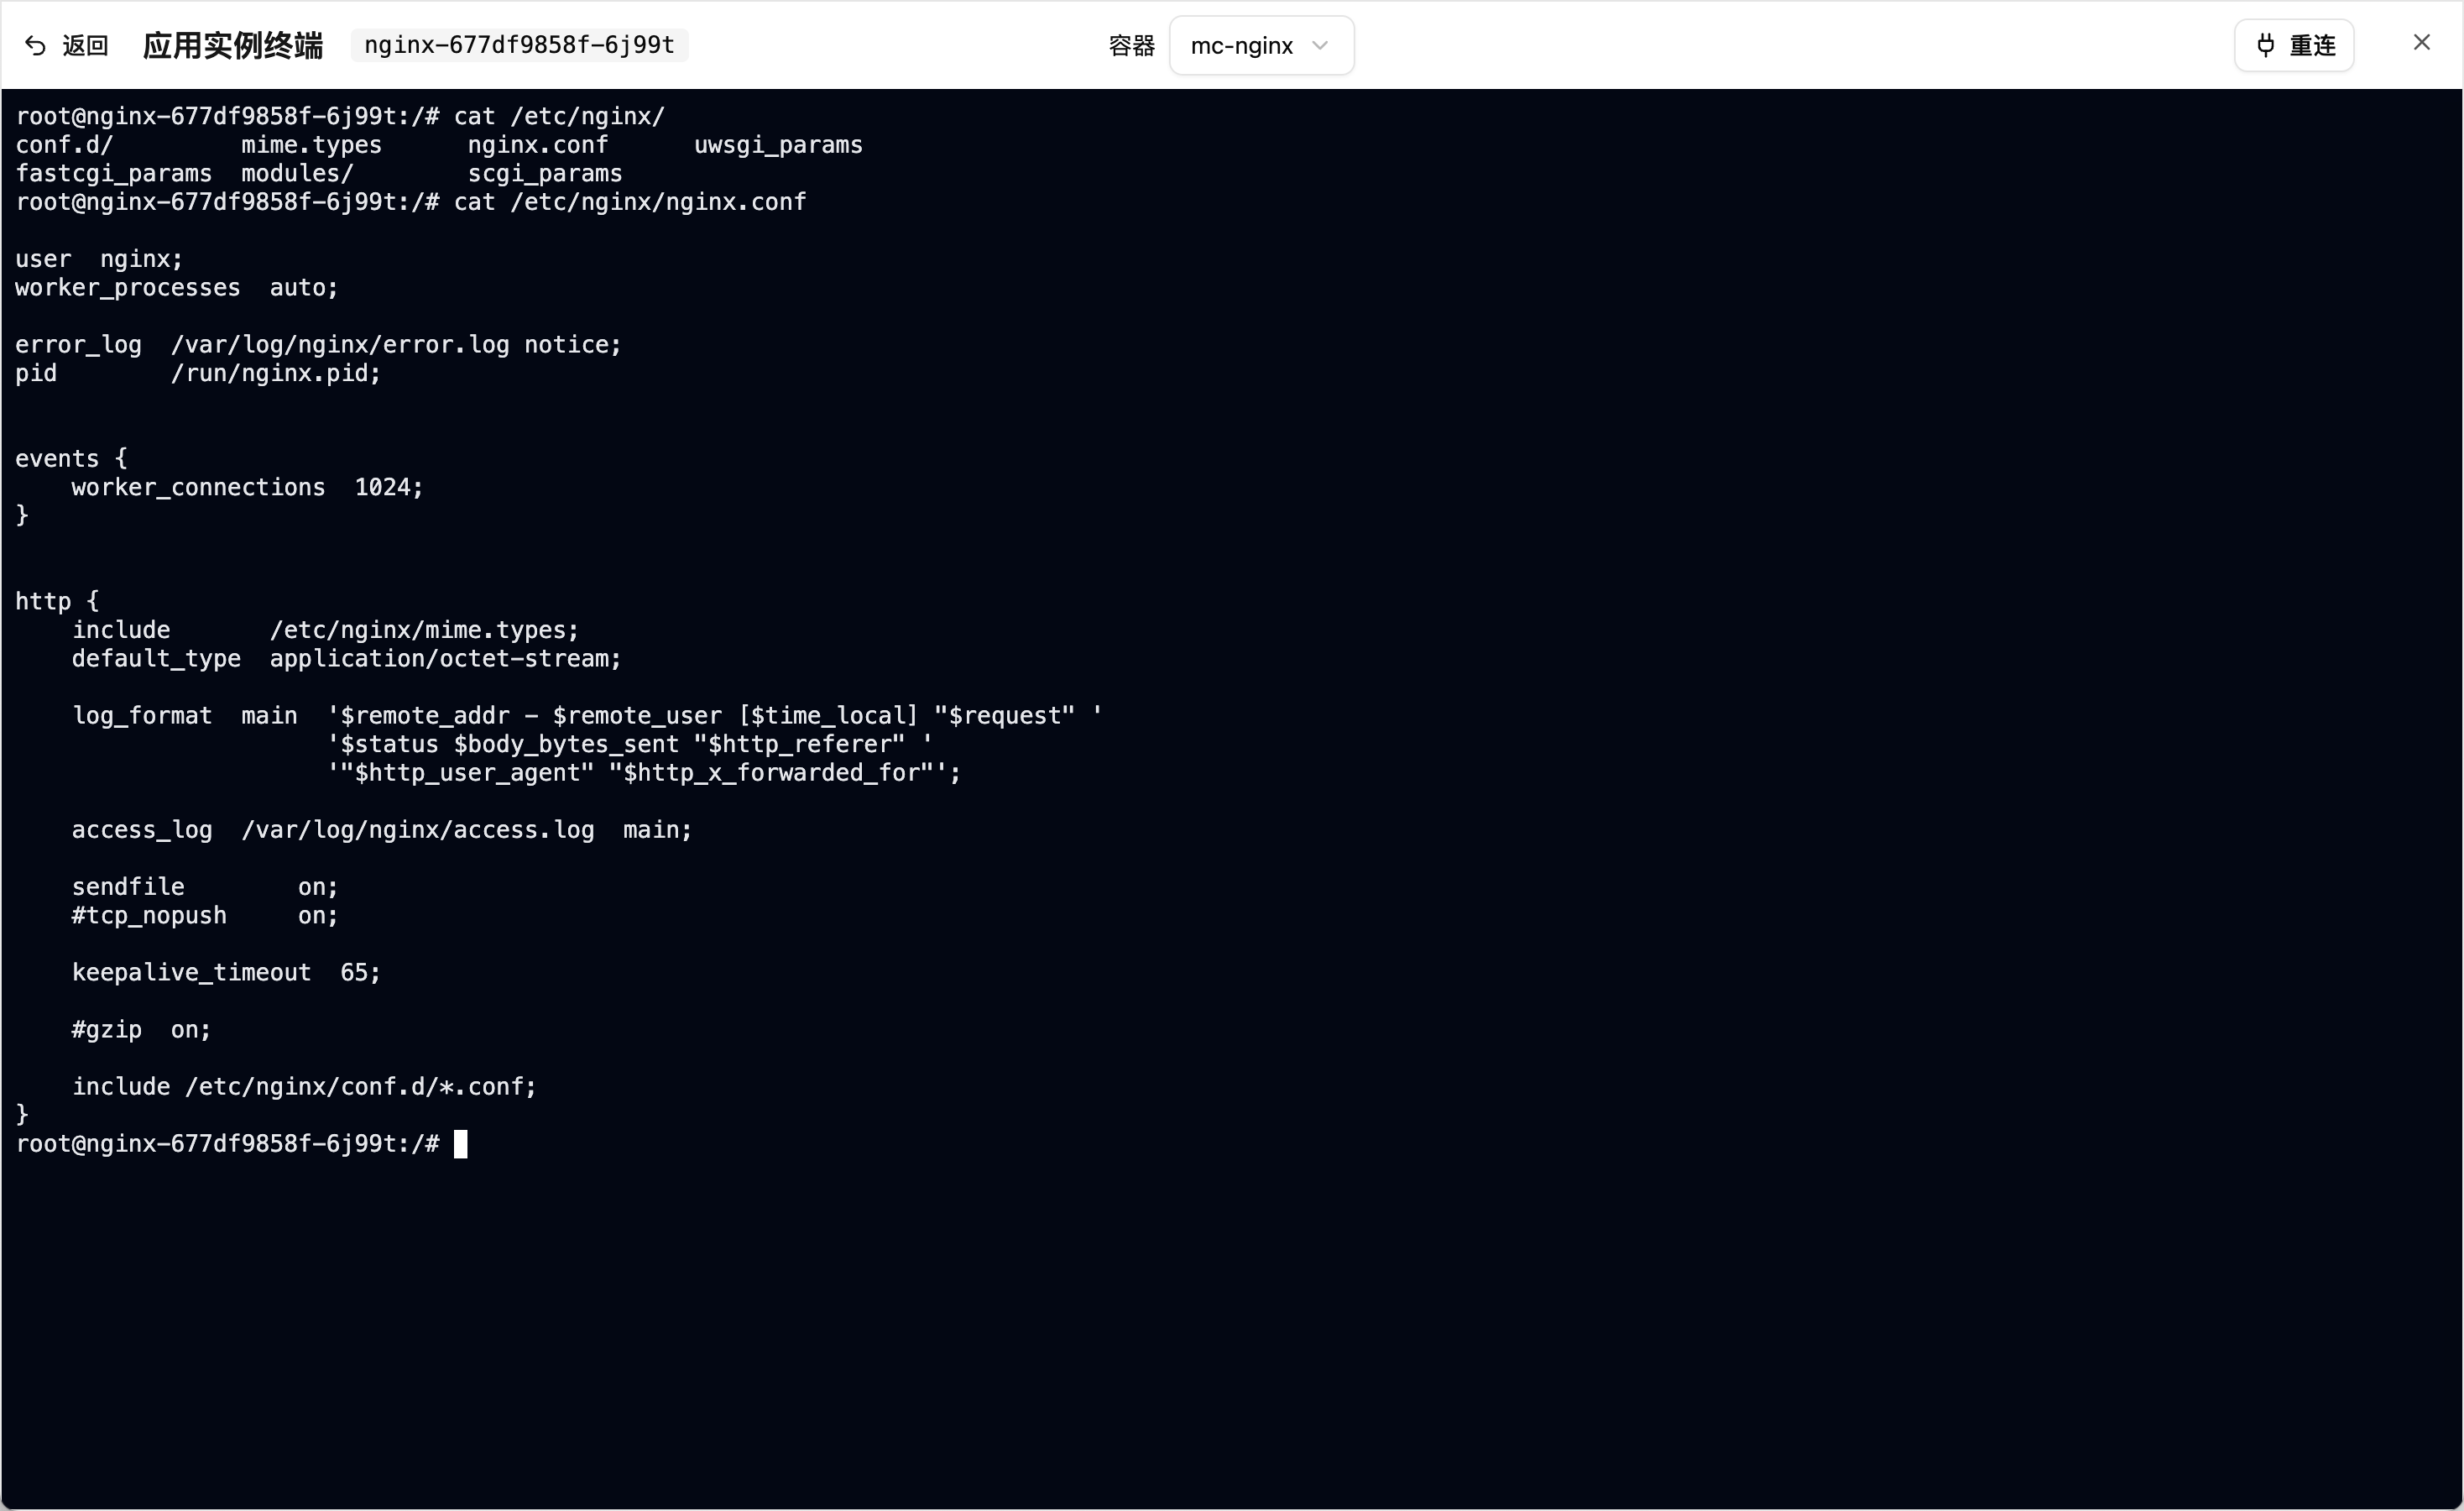 返回 应用实例终端 nginx-677df9858f-6j99t 容器 mc-nginx 重连
root@nginx-677df9858f-6j99t:/# cat /etc/nginx/
conf.d/         mime.types      nginx.conf      uwsgi_params
fastcgi_params  modules/        scgi_params
root@nginx-677df9858f-6j99t:/# cat /etc/nginx/nginx.conf
user  nginx;
worker_processes  auto;
error_log  /var/log/nginx/error.log notice;
pid        /run/nginx.pid;
events {
    worker_connections  1024;
}
http {
    include       /etc/nginx/mime.types;
    default_type  application/octet-stream;
    log_format  main  '$remote_addr - $remote_user [$time_local] "$request" '
                      '$status $body_bytes_sent "$http_referer" '
                      '"$http_user_agent" "$http_x_forwarded_for"';
    access_log  /var/log/nginx/access.log  main;
    sendfile        on;
    #tcp_nopush     on;
    keepalive_timeout  65;
    #gzip  on;
    include /etc/nginx/conf.d/*.conf;
}
root@nginx-677df9858f-6j99t:/#